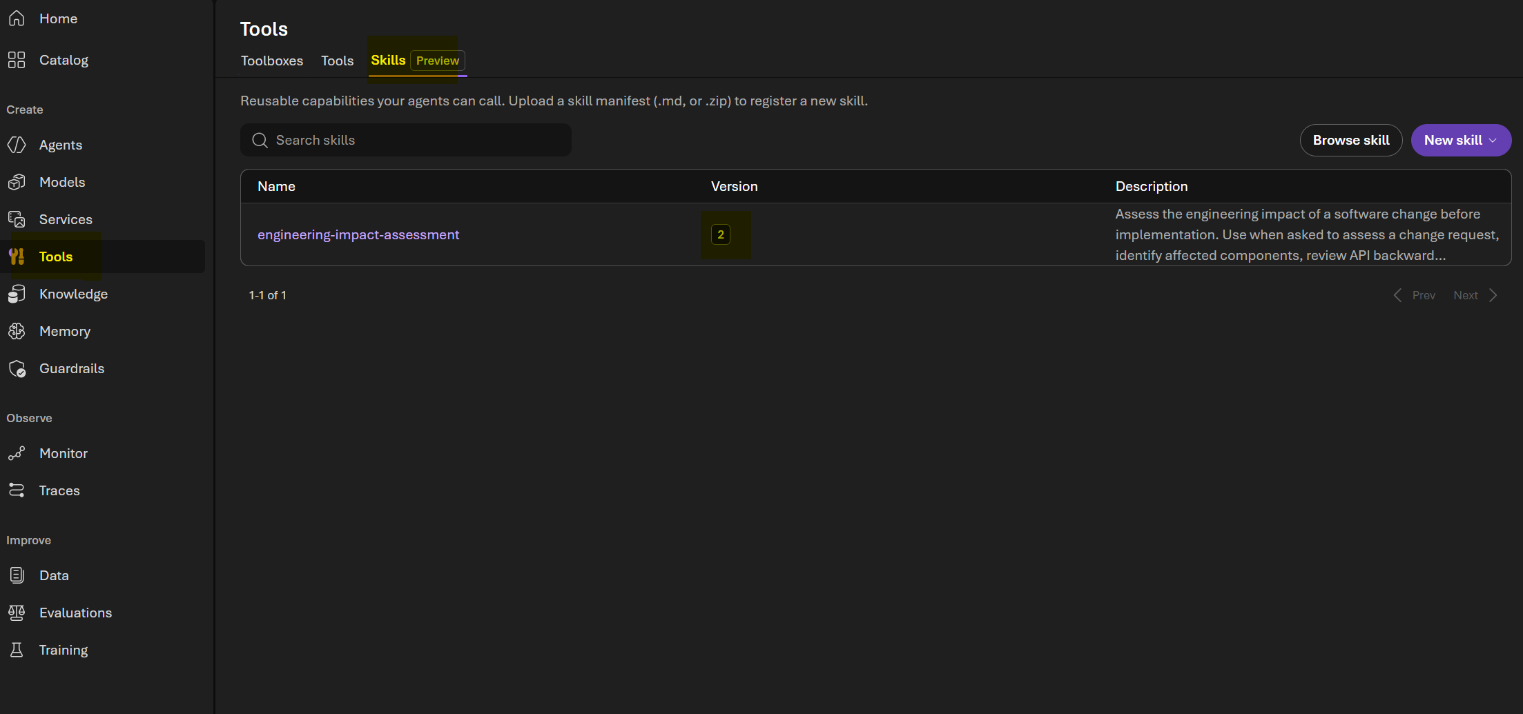 Home
Catalog
Create
Agents
Models
Services
Tools
Knowledge
Memory
Guardrails
Observe
Monitor
Traces
Improve
Data
Evaluations
Training
Tools
Toolboxes Tools Skills Preview
Reusable capabilities your agents can call. Upload a skill manifest (.md, or .zip) to register a new skill.
Search skills
Browse skill
New skill
Name Version Description
engineering-impact-assessment
2
Assess the engineering impact of a software change before
implementation. Use when asked to assess a change request,
identify affected components, review API backward...
1-1 of 1
Prev Next